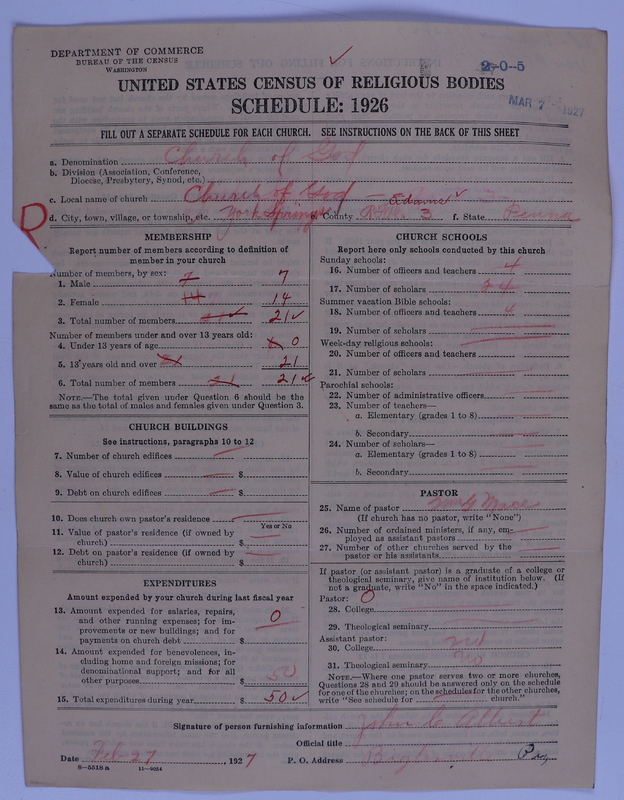 DEPARTMENT OF COMMERCE
BUREAU OF THE CENSUS
WASHINGTON
2-0-5
UNITED STATES CENSUS OF RELIGIOUS BODIES
SCHEDULE: 1926
MAR 7 1927
FILL OUT A SEPARATE SCHEDULE FOR EACH CHURCH. SEE INSTRUCTIONS ON THE BACK OF THIS SHEET
a. Denomination Church of God
b. Division (Association, Conference,
Diocese, Presbytery, Synod, etc.)
c. Local name of church Church of God
Adams
d. City, town, village, or township, etc. York Springs County 3 f. State Penna
MEMBERSHIP
Report number of members according to definition of
member in your church
Number of members, by sex:
1. Male 7 7
2. Female 14 14
3. Total number of members 21
Number of members under and over 13 years old:
4. Under 13 years of age 0
5. 13 years old and over 21
6. Total number of members 21
NOTE.—The total given under Question 6 should be the
same as the total of males and females given under Question 3.
CHURCH BUILDINGS
See instructions, paragraphs 10 to 12
7. Number of church edifices
8. Value of church edifices $
9. Debt on church edifices $
10. Does church own pastor's residence
Yes or No
11. Value of pastor's residence (if owned by
church) $
12. Debt on pastor's residence (if owned by
church) $
EXPENDITURES
Amount expended by your church during last fiscal year
13. Amount expended for salaries, repairs,
and other running expenses; for im-
provements or new buildings; and for
payments on church debt $ 0
14. Amount expended for benevolences, in-
cluding home and foreign missions; for
denominational support; and for all
other purposes $ 50
15. Total expenditures during year $ 50
CHURCH SCHOOLS
Report here only schools conducted by this church
Sunday schools:
16. Number of officers and teachers 4
17. Number of scholars 24
Summer vacation Bible schools:
18. Number of officers and teachers 4
19. Number of scholars
Week-day religious schools:
20. Number of officers and teachers
21. Number of scholars
Parochial schools:
22. Number of administrative officers
23. Number of teachers—
a. Elementary (grades 1 to 8)
b. Secondary
24. Number of scholars—
a. Elementary (grades 1 to 8)
b. Secondary
PASTOR
25. Name of pastor
(If church has no pastor, write "None")
26. Number of ordained ministers, if any, em-
ployed as assistant pastors
27. Number of other churches served by the
pastor or his assistants
If pastor (or assistant pastor) is a graduate of a college or
theological seminary, give name of institution below. (If
not a graduate, write "No" in the space indicated.)
Pastor: 0
28. College
29. Theological seminary
Assistant pastor:
30. College no
31. Theological seminary no
NOTE.—Where one pastor serves two or more churches,
Questions 28 and 29 should be answered only on the schedule
for one of the churches; on the schedules for the other churches,
write "See schedule for church."
Signature of person furnishing information John C
Official title
Date Feb 27, 1927 P. O. Address
8—5518a 11—9054